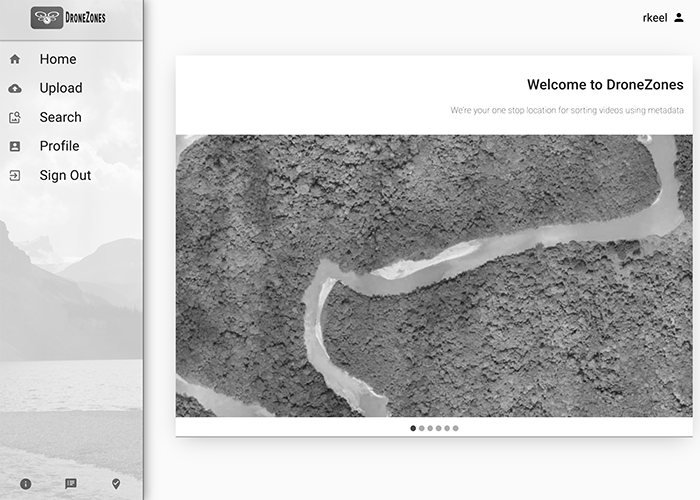 DroneZones
rkeel
Home
Upload
Search
Profile
Sign Out
Welcome to DroneZones
We're your one stop location for sorting videos using metadata